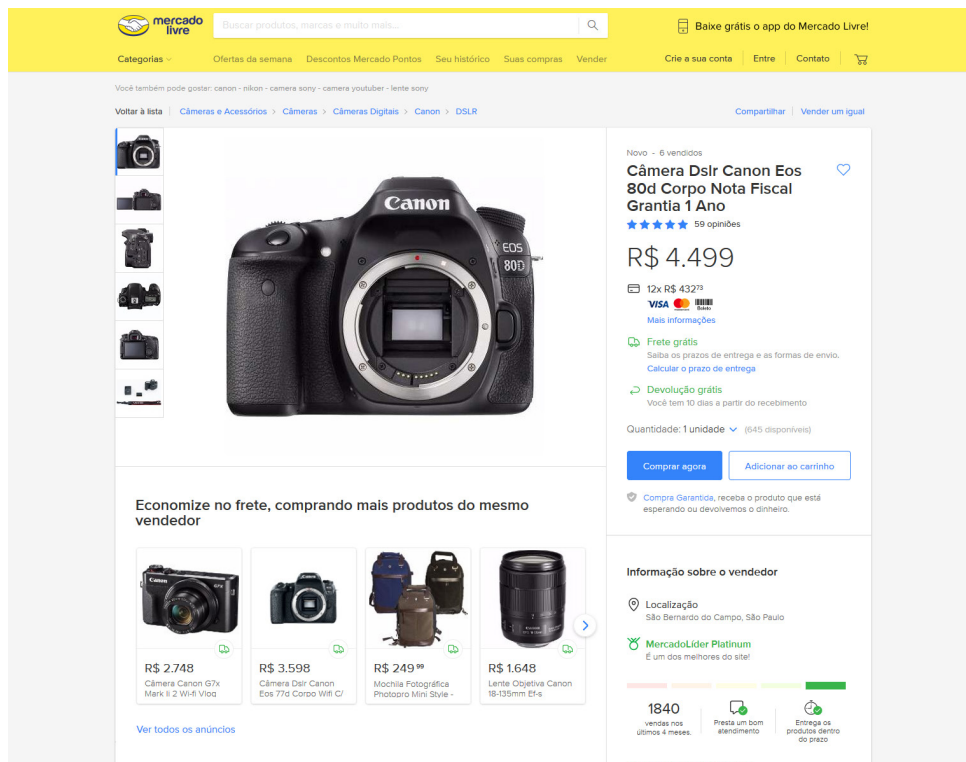 mercado
livre
Buscar produtos, marcas e muito mais...
Baixe grátis o app do Mercado Livre!
Categorias
Ofertas da semana
Descontos Mercado Pontos
Seu histórico
Suas compras
Vender
Crie a sua conta
Entre
Contato
Você também pode gostar: canon - nikon - camera sony - camera youtuber - lente sony
Voltar à lista
Câmeras e Acessórios > Câmeras > Câmeras Digitais > Canon > DSLR
Compartilhar
Vender um igual
Canon
EOS
80D
Novo - 6 vendidos
Câmera Dslr Canon Eos
80d Corpo Nota Fiscal
Grantia 1 Ano
59 opiniões
R$ 4.499
12x R$ 432⁷³
VISA
Boleto
Mais informações
Frete grátis
Saiba os prazos de entrega e as formas de envio.
Calcular o prazo de entrega
Devolução grátis
Você tem 10 dias a partir do recebimento
Quantidade: 1 unidade (645 disponíveis)
Comprar agora
Adicionar ao carrinho
Compra Garantida, receba o produto que está
esperando ou devolvemos o dinheiro.
Economize no frete, comprando mais produtos do mesmo
vendedor
Canon
R$ 2.748
Câmera Canon G7x
Mark Ii 2 Wi-fi Vlog
R$ 3.598
Câmera Dslr Canon
Eos 77d Corpo Wifi C/
R$ 249⁹⁹
Mochila Fotográfica
Photopro Mini Style -
R$ 1.648
Lente Objetiva Canon
18-135mm Ef-s
Ver todos os anúncios
Informação sobre o vendedor
Localização
São Bernardo do Campo, São Paulo
MercadoLíder Platinum
É um dos melhores do site!
1840
vendas nos
últimos 4 meses.
Presta um bom
atendimento
Entrega os
produtos dentro
do prazo